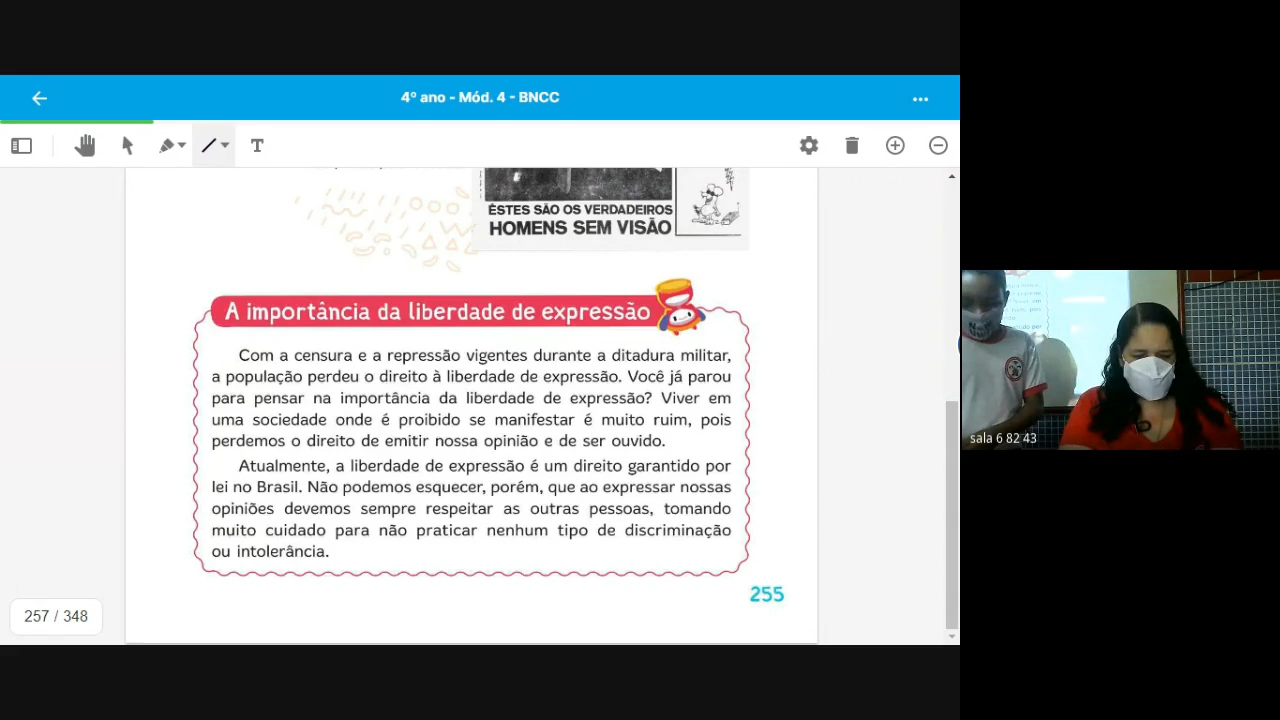 4º ano - Mód. 4 - BNCC
T
ÊSTES SÃO OS VERDADEIROS
HOMENS SEM VISÃO
A importância da liberdade de expressão
Com a censura e a repressão vigentes durante a ditadura militar,
a população perdeu o direito à liberdade de expressão. Você já parou
para pensar na importância da liberdade de expressão? Viver em
uma sociedade onde é proibido se manifestar é muito ruim, pois
perdemos o direito de emitir nossa opinião e de ser ouvido.
Atualmente, a liberdade de expressão é um direito garantido por
lei no Brasil. Não podemos esquecer, porém, que ao expressar nossas
opiniões devemos sempre respeitar as outras pessoas, tomando
muito cuidado para não praticar nenhum tipo de discriminação
ou intolerância.
255
257 / 348
sala 6 82 43